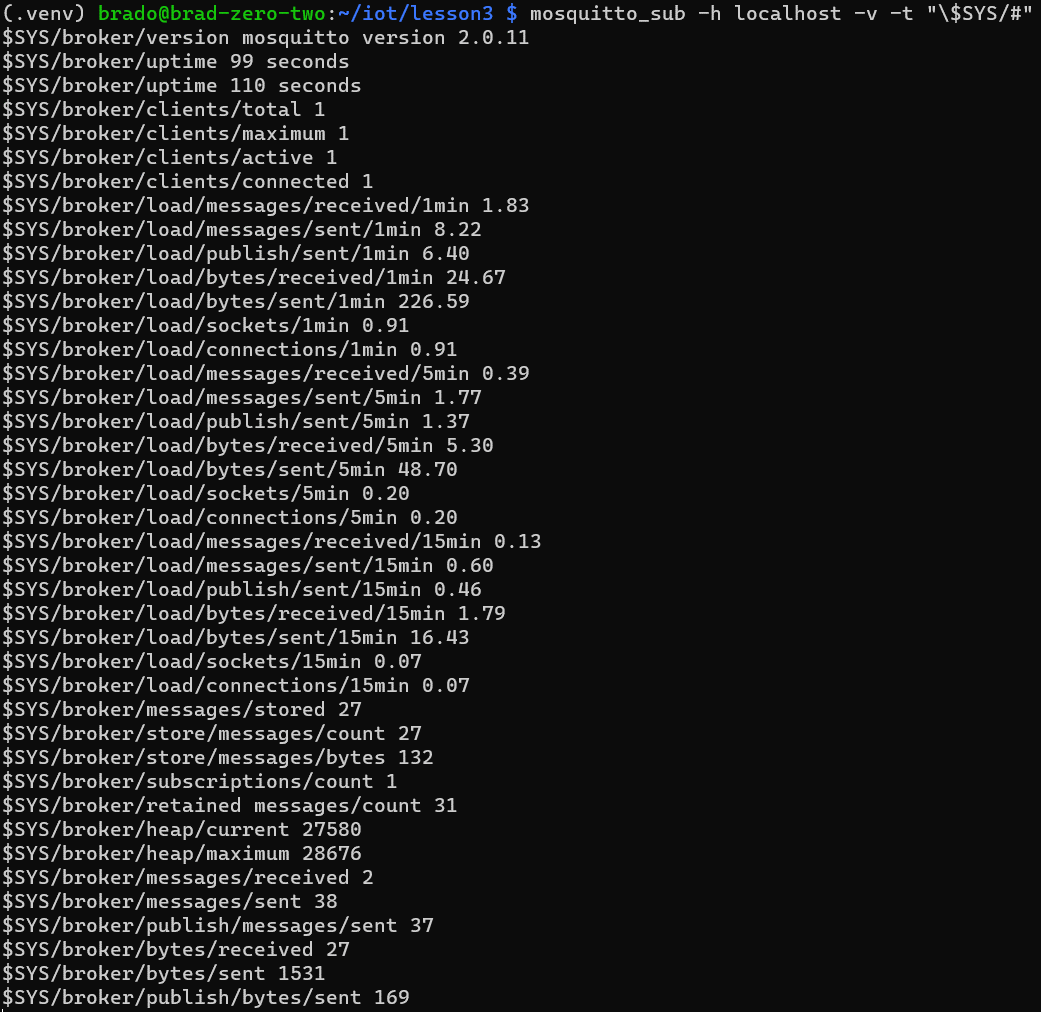 (.venv) brado@brad-zero-two:~/iot/lesson3 $ mosquitto_sub -h localhost -v -t "\$SYS/#"
$SYS/broker/version mosquitto version 2.0.11
$SYS/broker/uptime 99 seconds
$SYS/broker/uptime 110 seconds
$SYS/broker/clients/total 1
$SYS/broker/clients/maximum 1
$SYS/broker/clients/active 1
$SYS/broker/clients/connected 1
$SYS/broker/load/messages/received/1min 1.83
$SYS/broker/load/messages/sent/1min 8.22
$SYS/broker/load/publish/sent/1min 6.40
$SYS/broker/load/bytes/received/1min 24.67
$SYS/broker/load/bytes/sent/1min 226.59
$SYS/broker/load/sockets/1min 0.91
$SYS/broker/load/connections/1min 0.91
$SYS/broker/load/messages/received/5min 0.39
$SYS/broker/load/messages/sent/5min 1.77
$SYS/broker/load/publish/sent/5min 1.37
$SYS/broker/load/bytes/received/5min 5.30
$SYS/broker/load/bytes/sent/5min 48.70
$SYS/broker/load/sockets/5min 0.20
$SYS/broker/load/connections/5min 0.20
$SYS/broker/load/messages/received/15min 0.13
$SYS/broker/load/messages/sent/15min 0.60
$SYS/broker/load/publish/sent/15min 0.46
$SYS/broker/load/bytes/received/15min 1.79
$SYS/broker/load/bytes/sent/15min 16.43
$SYS/broker/load/sockets/15min 0.07
$SYS/broker/load/connections/15min 0.07
$SYS/broker/messages/stored 27
$SYS/broker/store/messages/count 27
$SYS/broker/store/messages/bytes 132
$SYS/broker/subscriptions/count 1
$SYS/broker/retained messages/count 31
$SYS/broker/heap/current 27580
$SYS/broker/heap/maximum 28676
$SYS/broker/messages/received 2
$SYS/broker/messages/sent 38
$SYS/broker/publish/messages/sent 37
$SYS/broker/bytes/received 27
$SYS/broker/bytes/sent 1531
$SYS/broker/publish/bytes/sent 169